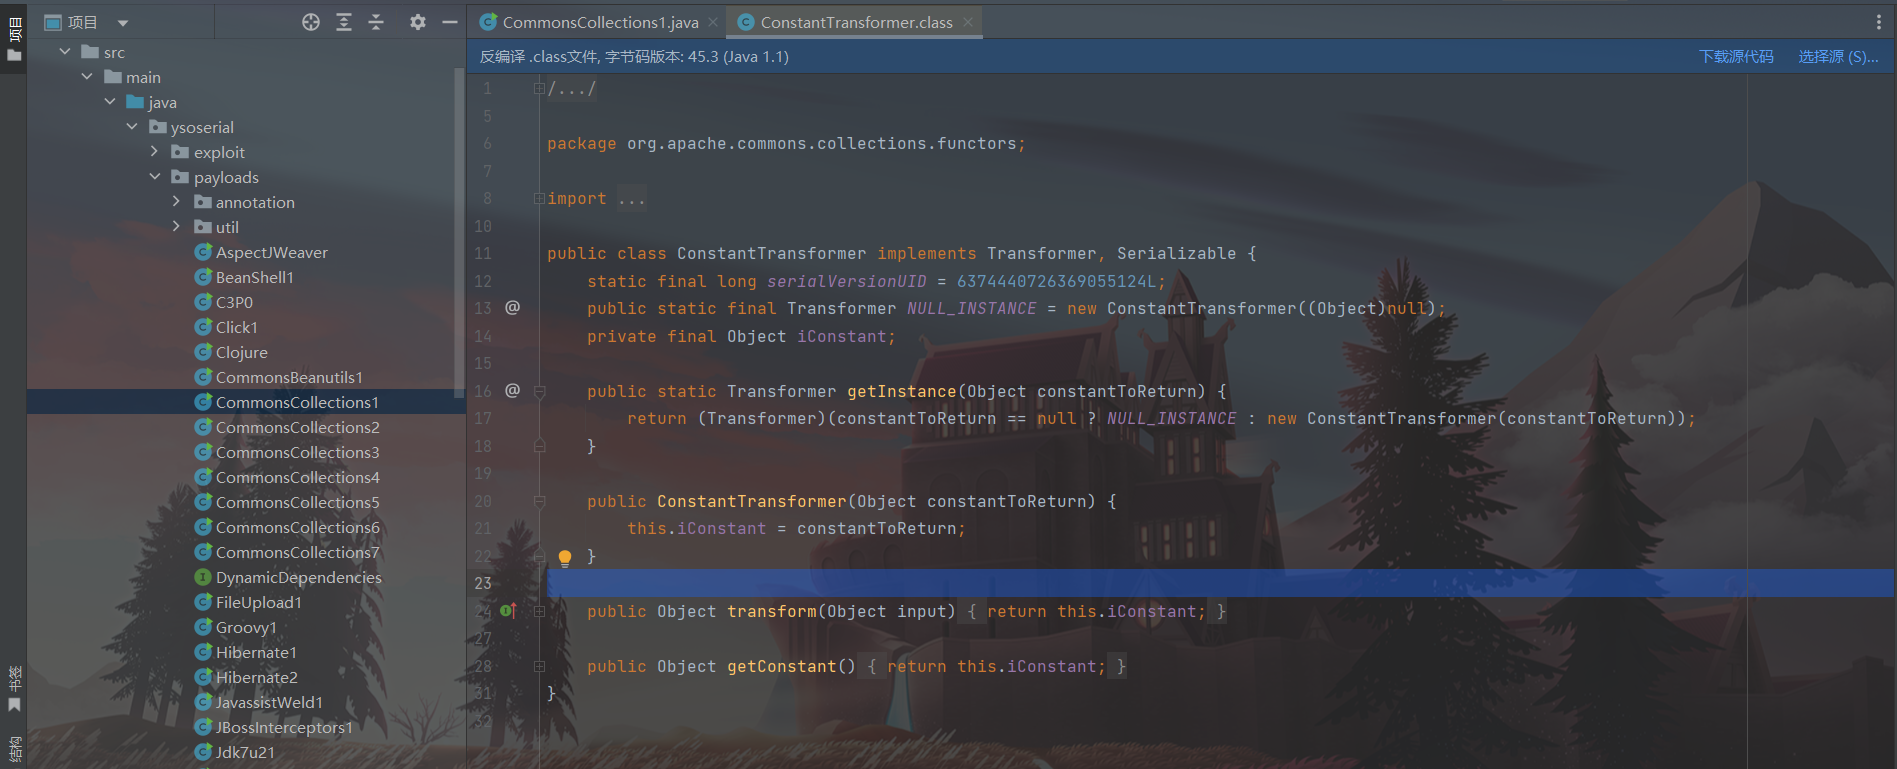 项目
项目
src
main
java
ysoserial
exploit
payloads
annotation
util
AspectJWeaver
BeanShell1
C3P0
Click1
Clojure
CommonsBeanutils1
CommonsCollections1
CommonsCollections2
CommonsCollections3
CommonsCollections4
CommonsCollections5
CommonsCollections6
CommonsCollections7
DynamicDependencies
FileUpload1
Groovy1
Hibernate1
Hibernate2
JavassistWeld1
JBossInterceptors1
Jdk7u21
书签
结构
CommonsCollections1.java
ConstantTransformer.class
反编译 .class文件, 字节码版本: 45.3 (Java 1.1) 下载源代码 选择源 (S)...
1 /.../
5
6 package org.apache.commons.collections.functors;
7
8 import ...
10
11 public class ConstantTransformer implements Transformer, Serializable {
12 static final long serialVersionUID = 6374440726369055124L;
13 @ public static final Transformer NULL_INSTANCE = new ConstantTransformer((Object)null);
14 private final Object iConstant;
15
16 @ public static Transformer getInstance(Object constantToReturn) {
17 return (Transformer)(constantToReturn == null ? NULL_INSTANCE : new ConstantTransformer(constantToReturn));
18 }
19
20 public ConstantTransformer(Object constantToReturn) {
21 this.iConstant = constantToReturn;
22 }
23
24 public Object transform(Object input) { return this.iConstant; }
27
28 public Object getConstant() { return this.iConstant; }
31 }
32